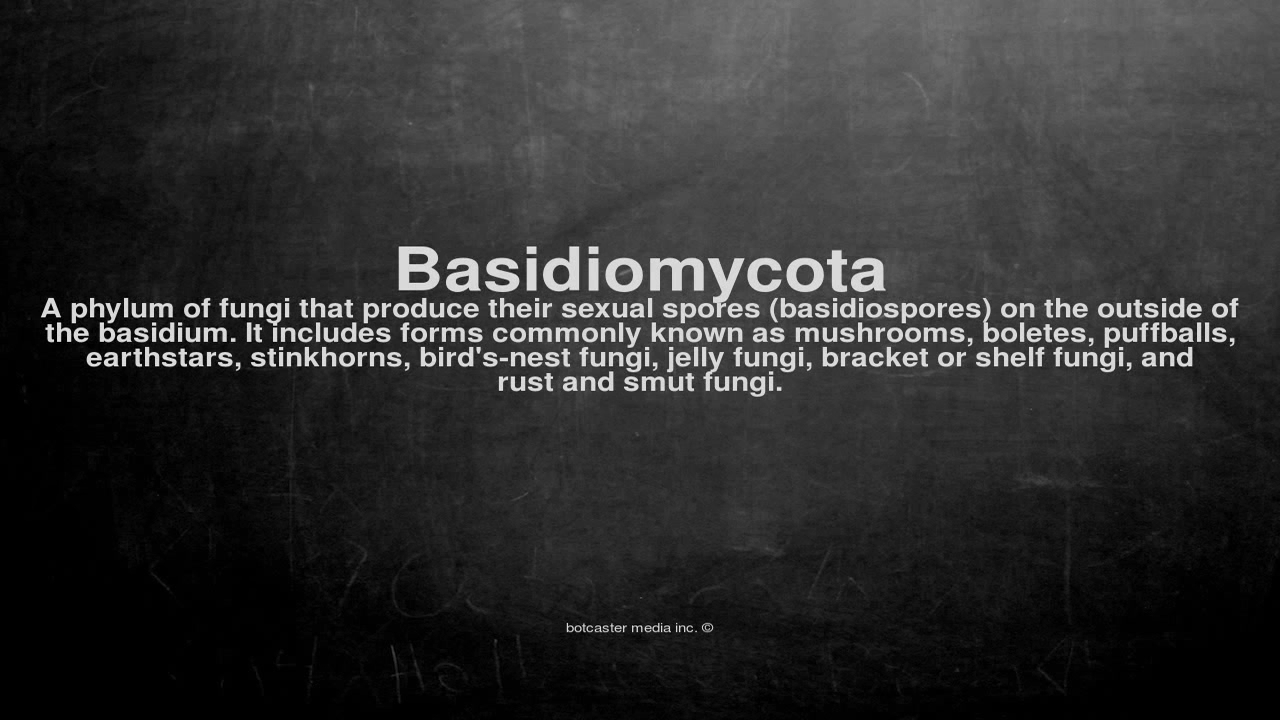 Basidiomycota
A phylum of fungi that produce their sexual spores (basidiospores) on the outside of
the basidium. It includes forms commonly known as mushrooms, boletes, puffballs,
earthstars, stinkhorns, bird's-nest fungi, jelly fungi, bracket or shelf fungi, and
rust and smut fungi.
botcaster media inc. ©